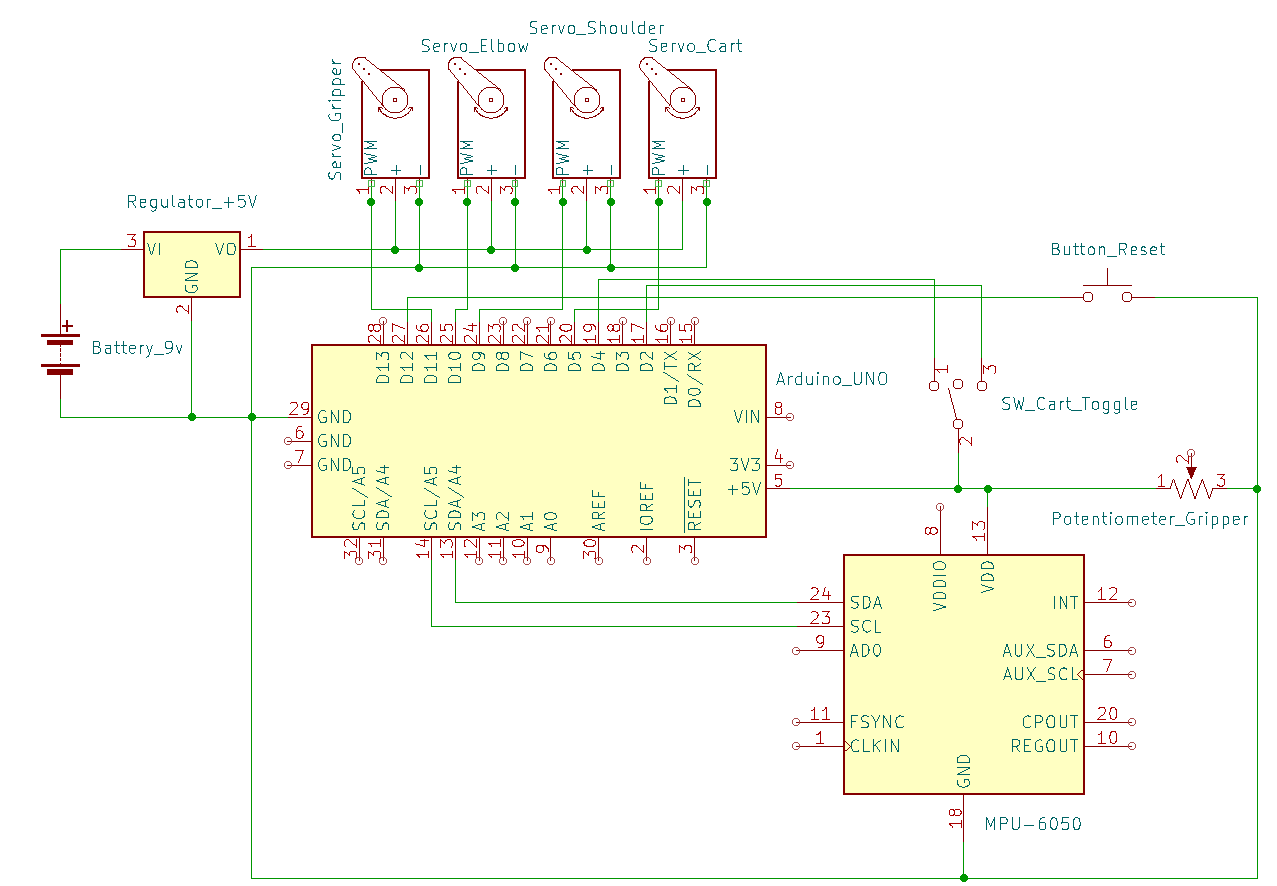 Servo_Shoulder
Servo_Elbow
Servo_Cart
Servo_Gripper
PWM + -
PWM + -
PWM + -
PWM + -
1 2 3
1 2 3
1 2 3
1 2 3
Regulator_+5V
3 VI VO 1
GND
2
Button_Reset
+
Battery_9v
28 27 26 25 24 23 22 21 20 19 18 17 16 15
D13 D12 D11 D10 D9 D8 D7 D6 D5 D4 D3 D2 D1/TX D0/RX
Arduino_UNO
1 3
SW_Cart_Toggle
2
29 GND
6 GND
7 GND
VIN 8
3V3 4
+5V 5
SCL/A5 SDA/A4 SCL/A5 SDA/A4 A3 A2 A1 A0 AREF IOREF RESET
32 31 14 13 12 11 10 9 30 2 3
1 2 3
Potentiometer_Gripper
8 13
VDDIO VDD
24 SDA
23 SCL
9 AD0
11 FSYNC
1 CLKIN
INT 12
AUX_SDA 6
AUX_SCL 7
CPOUT 20
REGOUT 10
GND
18
MPU-6050